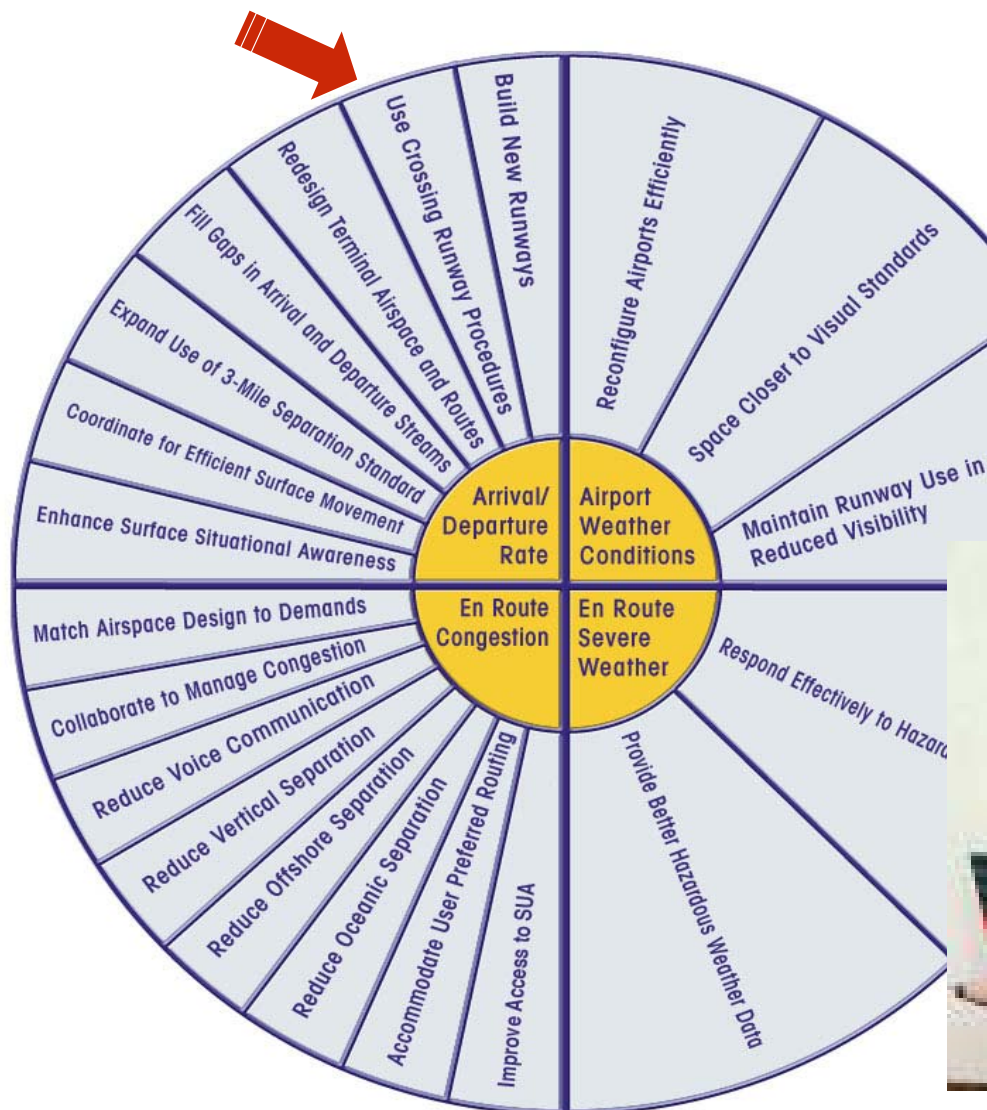 Build New Runways
Use Crossing Runway Procedures
Redesign Terminal Airspace and Routes
Fill Gaps in Arrival and Departure Streams
Expand Use of 3-Mile Separation Standard
Coordinate for Efficient Surface Movement
Enhance Surface Situational Awareness
Arrival/
Departure
Rate
Reconfigure Airports Efficiently
Space Closer to Visual Standards
Maintain Runway Use in
Reduced Visibility
Airport
Weather
Conditions
Match Airspace Design to Demands
Collaborate to Manage Congestion
Reduce Voice Communication
Reduce Vertical Separation
Reduce Offshore Separation
Reduce Oceanic Separation
Accommodate User Preferred Routing
Improve Access to SUA
En Route
Congestion
En Route
Severe
Weather
Respond Effectively to
Provide Better Hazardous Weather Data